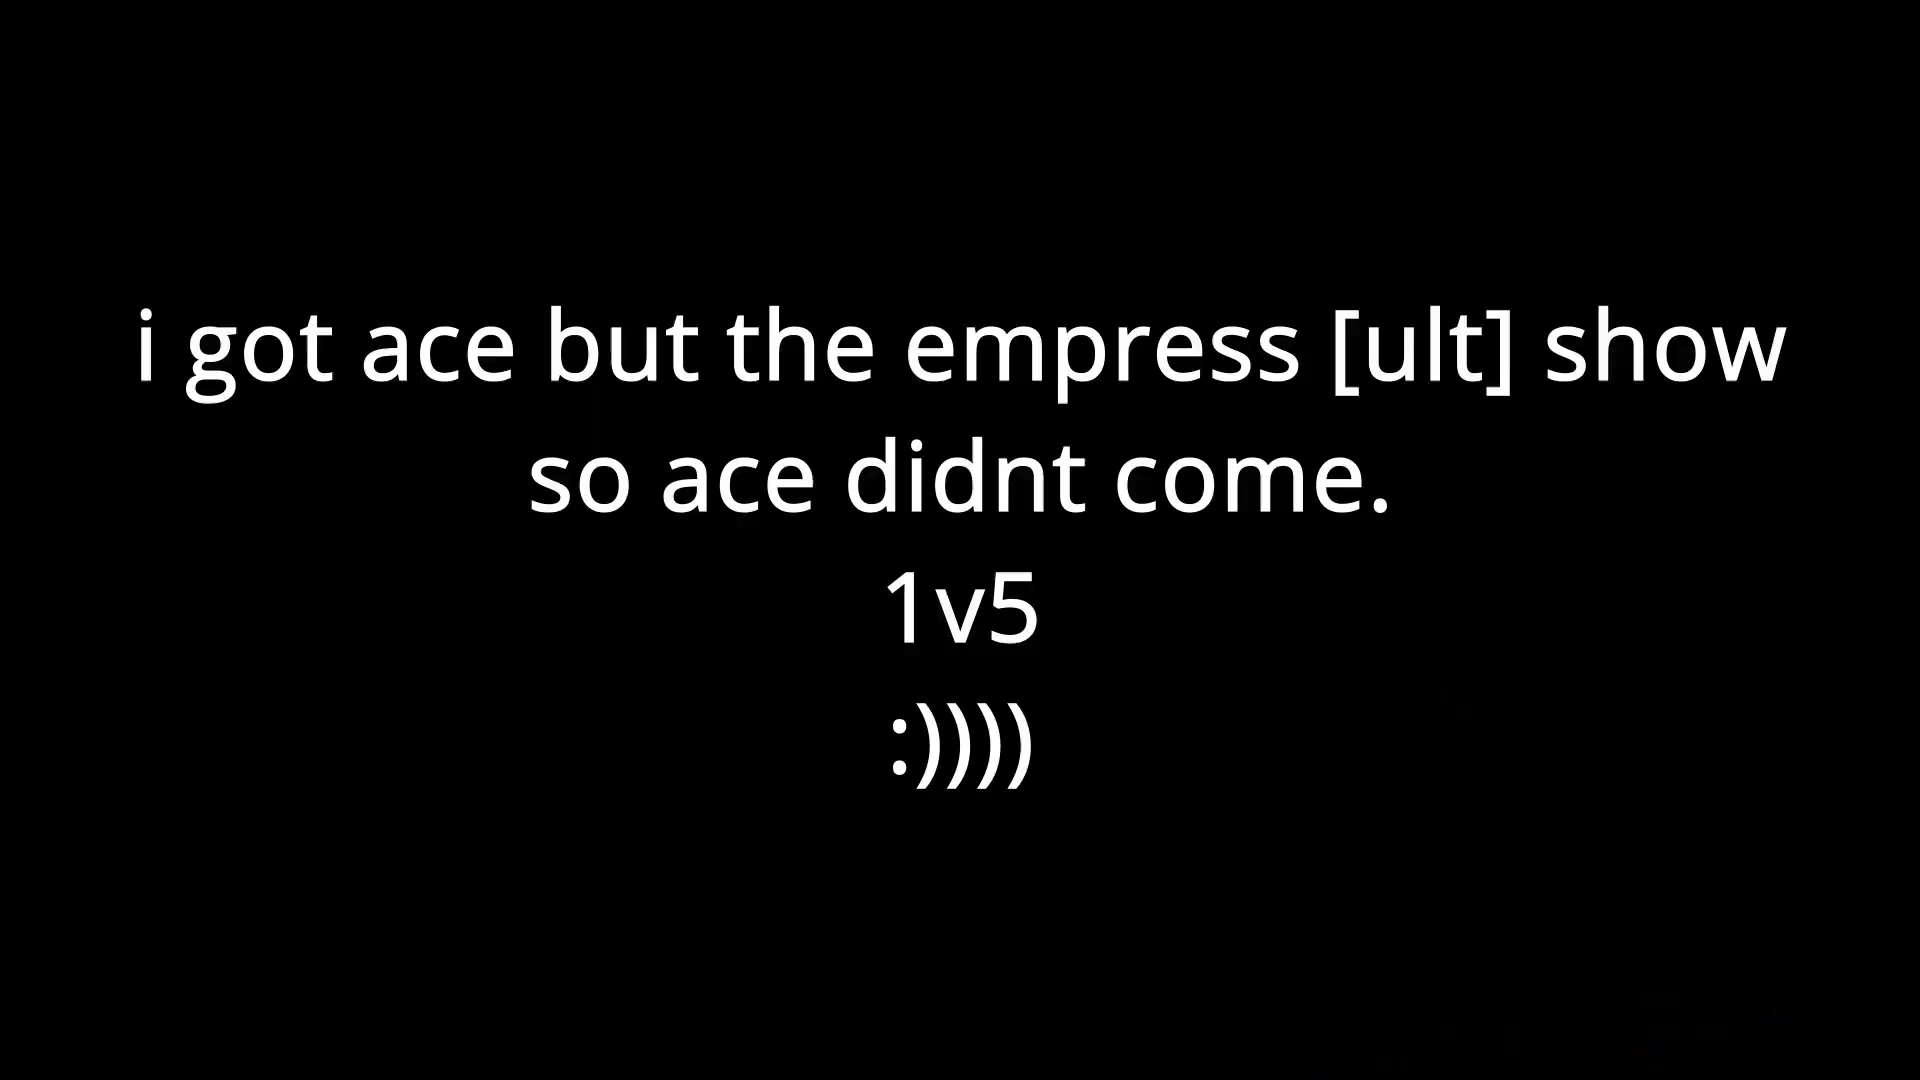 i got ace but the empress [ult] show
so ace didnt come.
1v5
:))))